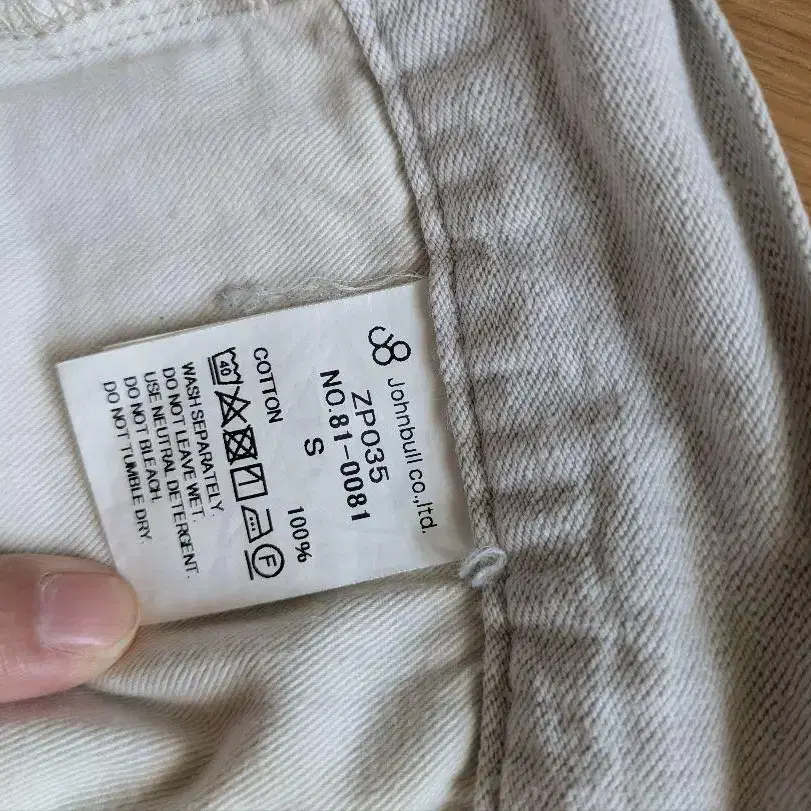 Johnbull co.,ltd.
ZP035
NO.81-0081
S
COTTON 100%
40
F
WASH SEPARATELY.
DO NOT LEAVE WET.
USE NEUTRAL DETERGENT.
DO NOT BLEACH.
DO NOT TUMBLE DRY.